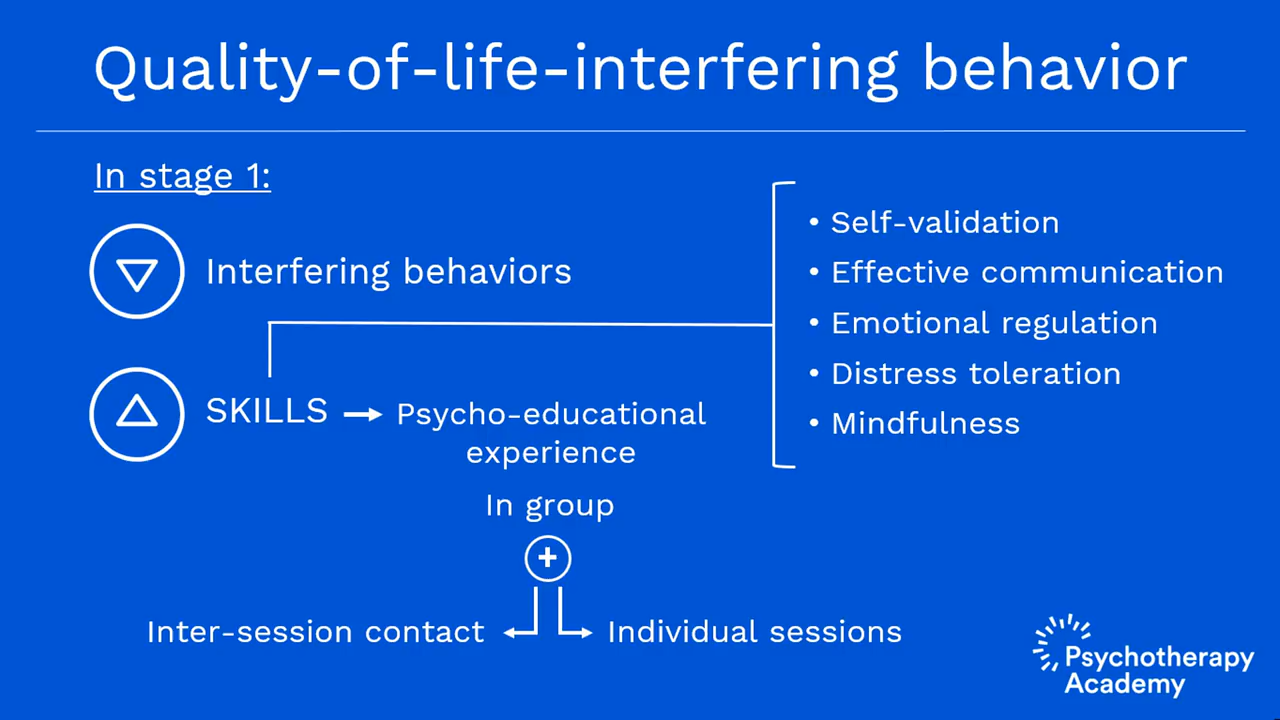 Quality-of-life-interfering behavior
In stage 1:
Interfering behaviors
SKILLS → Psycho-educational
experience
In group
+
Inter-session contact
Individual sessions
• Self-validation
• Effective communication
• Emotional regulation
• Distress toleration
• Mindfulness
Psychotherapy
Academy